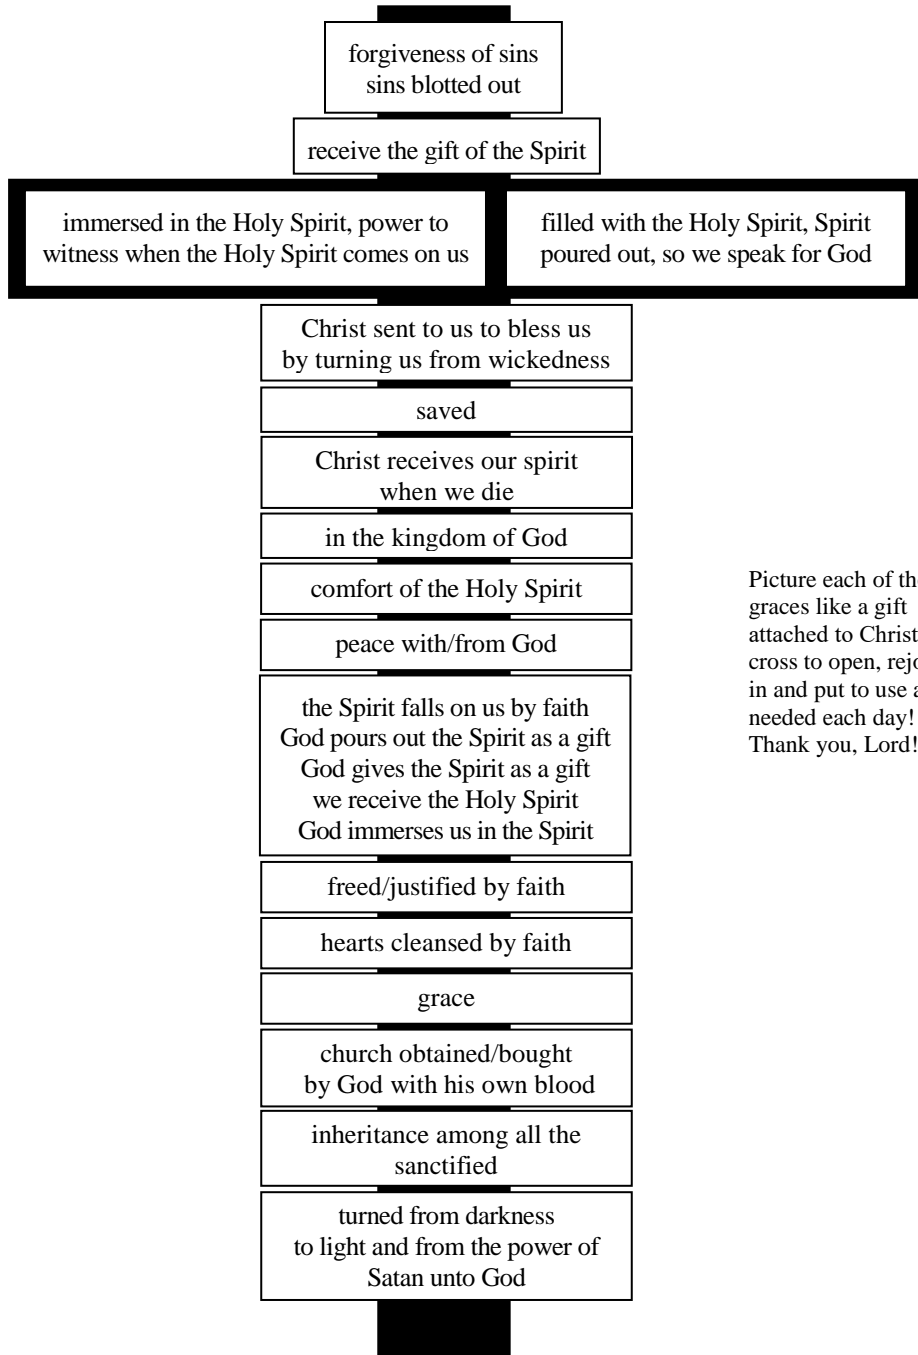 forgiveness of sins
sins blotted out
receive the gift of the Spirit
immersed in the Holy Spirit, power to
witness when the Holy Spirit comes on us
filled with the Holy Spirit, Spirit
poured out, so we speak for God
Christ sent to us to bless us
by turning us from wickedness
saved
Christ receives our spirit
when we die
in the kingdom of God
comfort of the Holy Spirit
peace with/from God
the Spirit falls on us by faith
God pours out the Spirit as a gift
God gives the Spirit as a gift
we receive the Holy Spirit
God immerses us in the Spirit
freed/justified by faith
hearts cleansed by faith
grace
church obtained/bought
by God with his own blood
inheritance among all the
sanctified
turned from darkness
to light and from the power of
Satan unto God
Picture each of
graces like a gift
attached to Christ
cross to open,
in and put to use
needed each day!
Thank you, Lord!